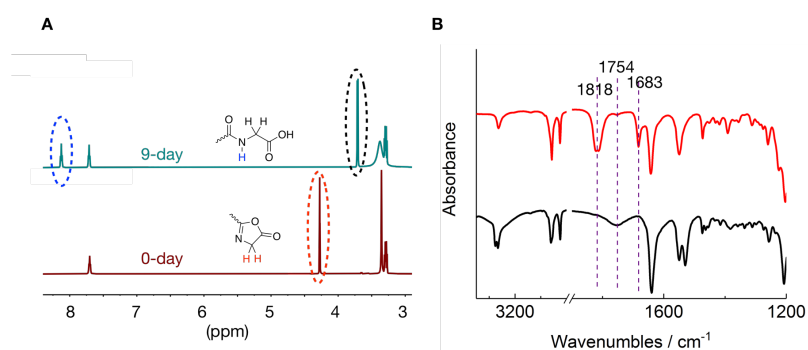 A
B
1754
1818
1683
H H
O
N
H
O
OH
9-day
O
O
N
H H
0-day
8 7 6 5 4 3
(ppm)
Absorbance
3200 1600 1200
Wavenumbles / cm-1